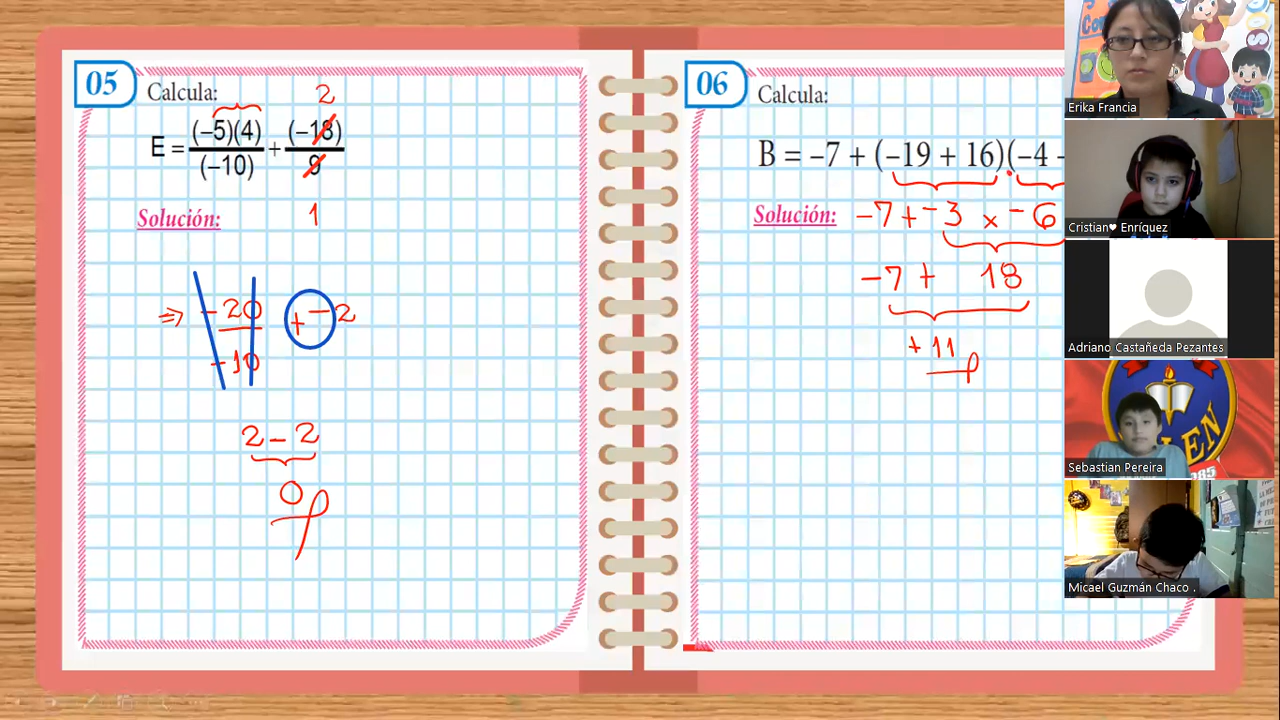 05
Calcula:
2
E = (–5)(4) / (–10) + (–18) / 9
1
Solución:
⇒ -20 / -10 + -2
2 - 2
0
06
Calcula:
B = –7 + (–19 + 16)(–4 –
Solución:
-7 + -3 x -6
-7 + 18
+ 11
Erika Francia
Cristian♥ Enríquez
Adriano Castañeda Pezantes
Sebastian Pereira
Micael Guzmán Chaco .